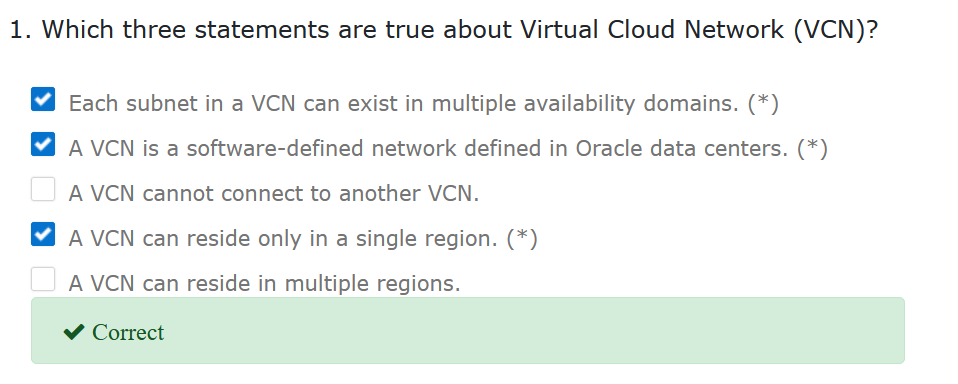 1. Which three statements are true about Virtual Cloud Network (VCN)?
Each subnet in a VCN can exist in multiple availability domains. (*)
A VCN is a software-defined network defined in Oracle data centers. (*)
A VCN cannot connect to another VCN.
A VCN can reside only in a single region. (*)
A VCN can reside in multiple regions.
Correct